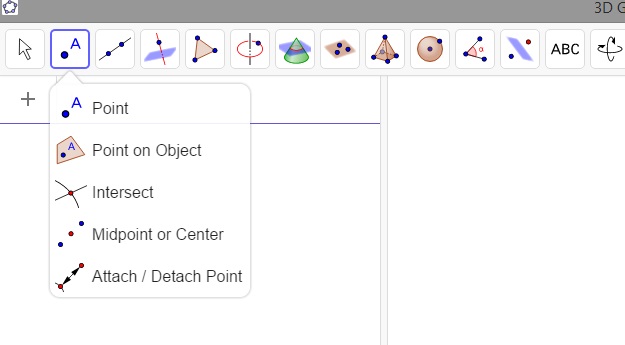 3D G
A
ABC
A
Point
A
Point on Object
Intersect
Midpoint or Center
Attach / Detach Point